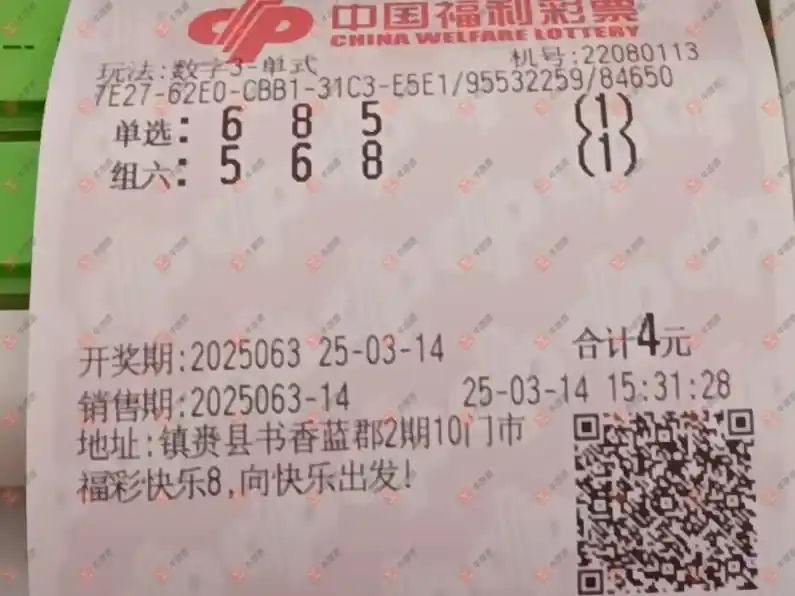 中国福利彩票
CHINA WELFARE LOTTERY
玩法:数字3-单式 机号:22080113
7E27-62E0-CBB1-31C3-E5E1/95532259/84650
单选: 6 8 5 (1)
组六: 5 6 8 (1)
开奖期:2025063 25-03-14 合计4元
销售期:2025063-14 25-03-14 15:31:28
地址:镇赉县书香蓝郡2期10门市
福彩快乐8,向快乐出发!